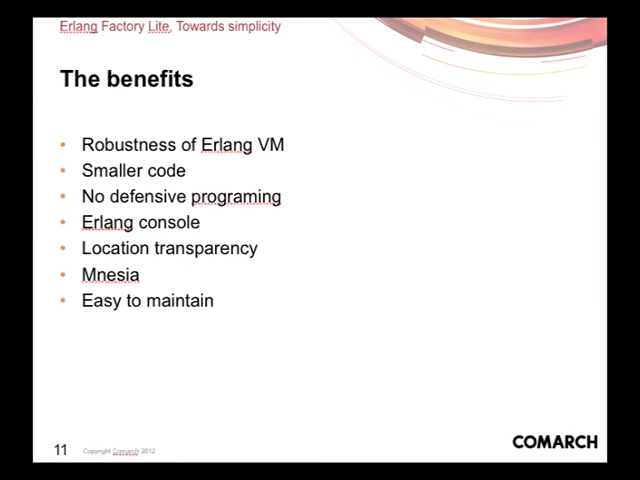 Erlang Factory Lite, Towards simplicity
The benefits
• Robustness of Erlang VM
• Smaller code
• No defensive programing
• Erlang console
• Location transparency
• Mnesia
• Easy to maintain
11 Copyright Comarch 2012
COMARCH